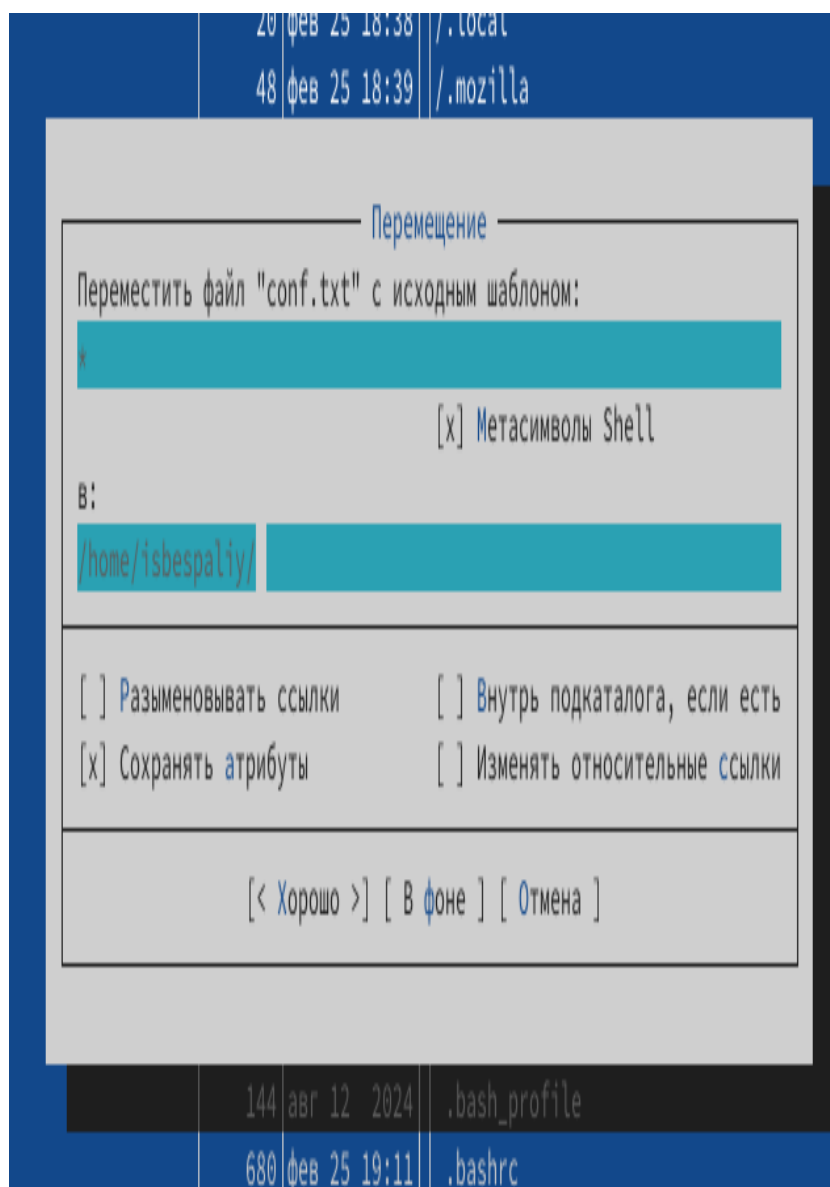 20 фев 25 18:38 /.local
48 фев 25 18:39 /.mozilla
Перемещение
Переместить файл "conf.txt" с исходным шаблоном:
*
[x] Метасимволы Shell
в:
/home/isbespaliy/
[ ] Разыменовывать ссылки [ ] Внутрь подкаталога, если есть
[x] Сохранять атрибуты [ ] Изменять относительные ссылки
[< Хорошо >] [ В фоне ] [ Отмена ]
144 авг 12 2024 .bash_profile
680 фев 25 19:11 .bashrc